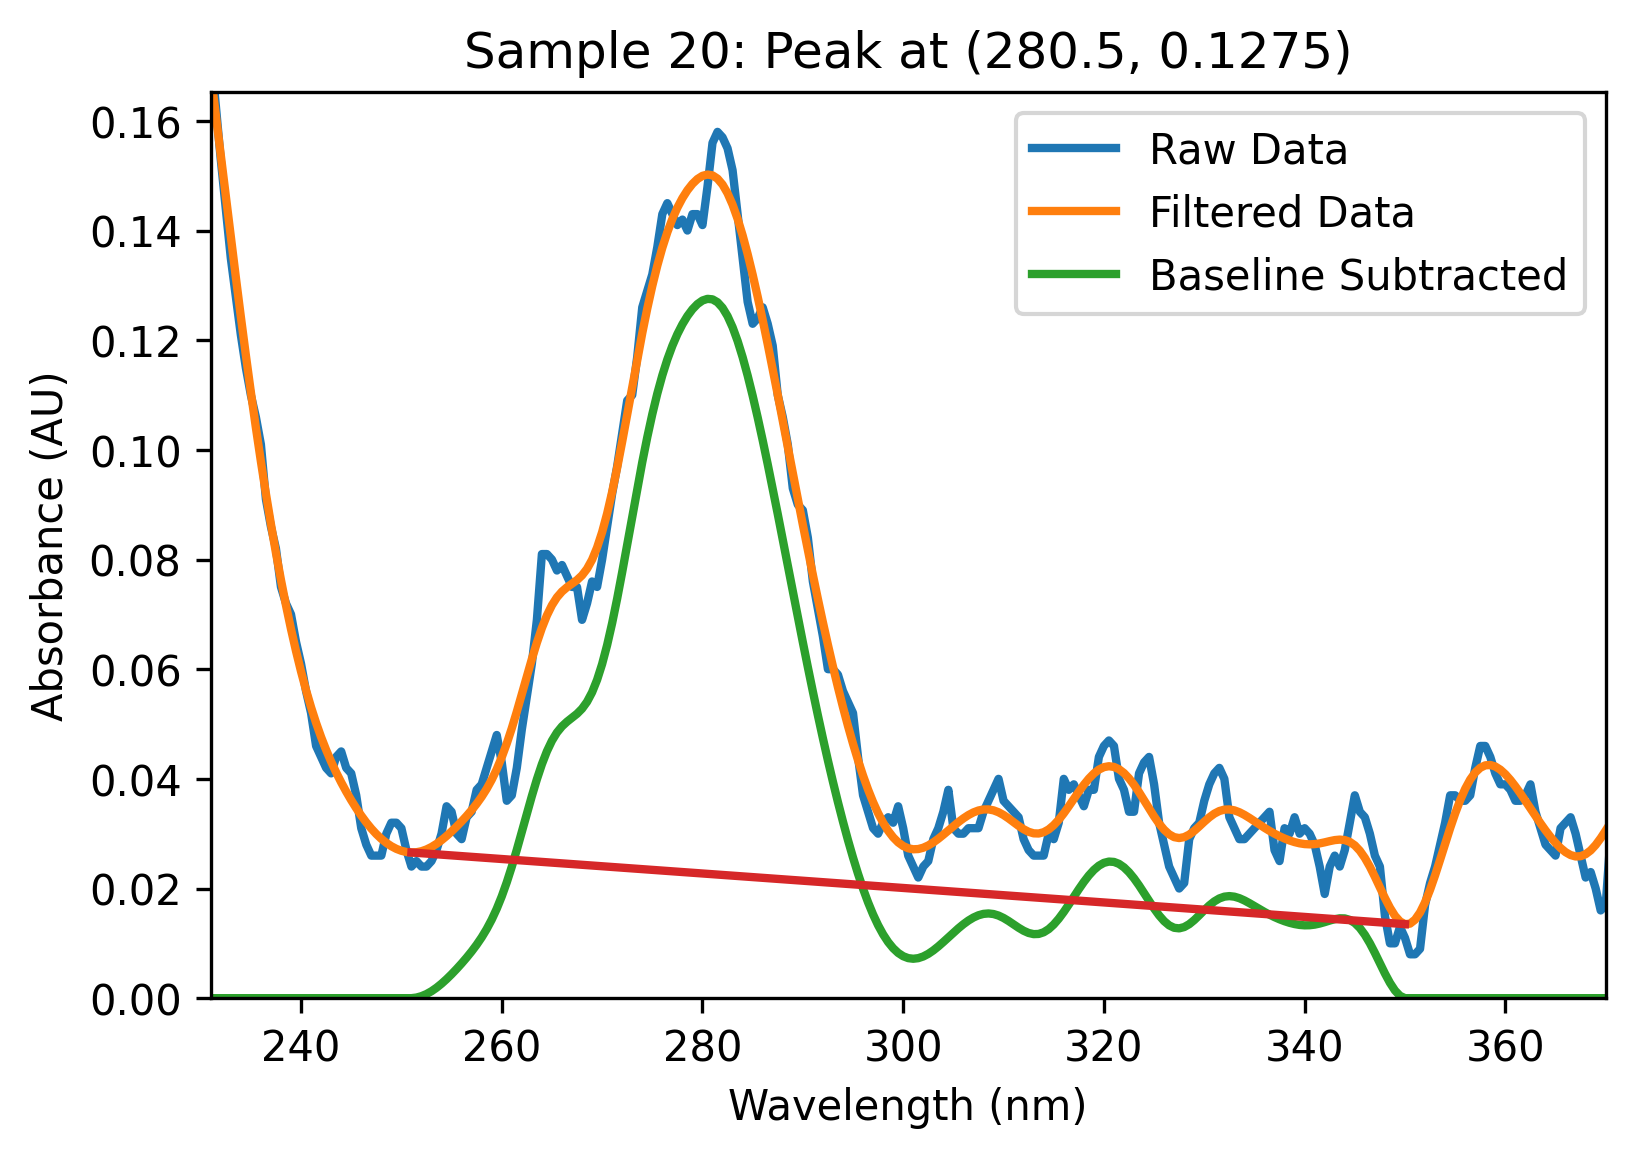 Sample 20: Peak at (280.5, 0.1275)
Raw Data
Filtered Data
Baseline Subtracted
Absorbance (AU)
0.16
0.14
0.12
0.10
0.08
0.06
0.04
0.02
0.00
240 260 280 300 320 340 360
Wavelength (nm)